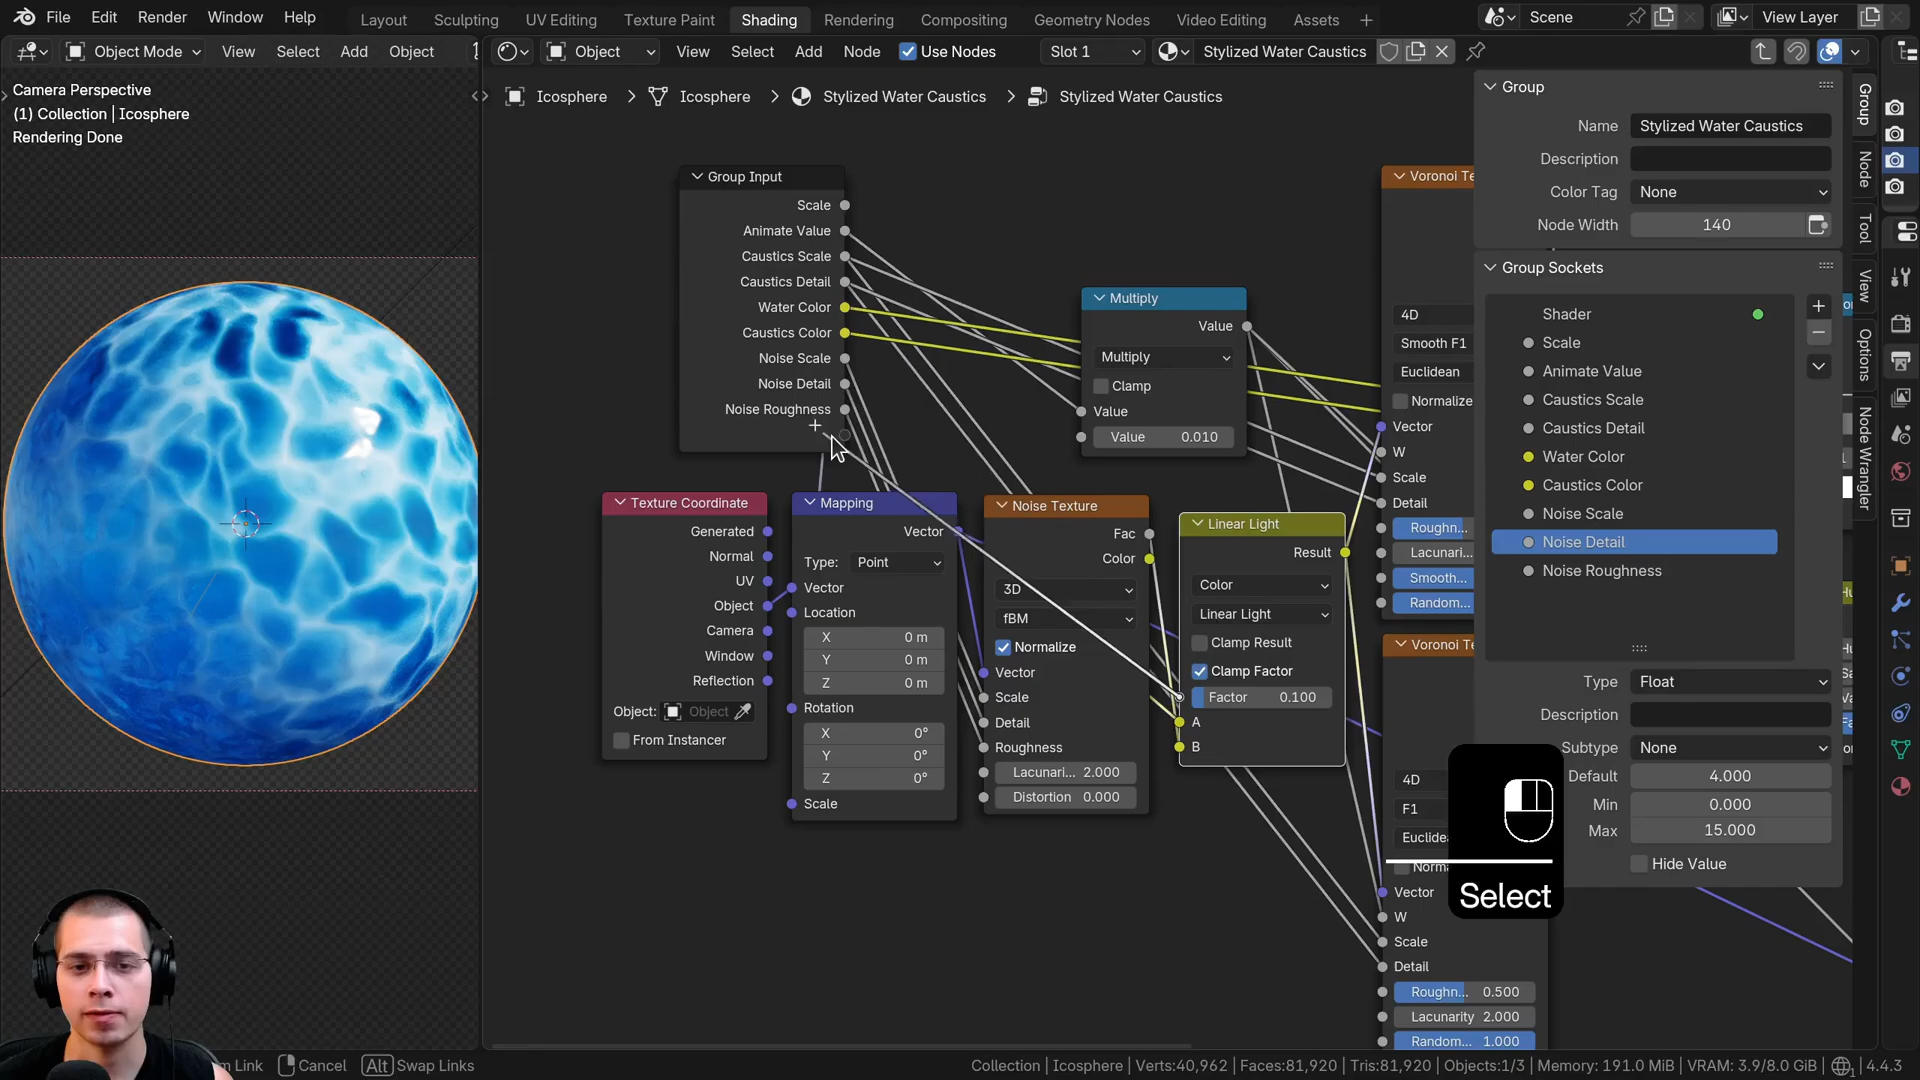 File Edit Render Window Help Layout Sculpting UV Editing Texture Paint Shading Rendering Compositing Geometry Nodes Video Editing Assets + Scene View Layer
Object Mode View Select Add Object Object View Select Add Node Use Nodes Slot 1 Stylized Water Caustics
Camera Perspective
(1) Collection | Icosphere
Rendering Done
Icosphere > Icosphere > Stylized Water Caustics > Stylized Water Caustics
Group Input
Scale
Animate Value
Caustics Scale
Caustics Detail
Water Color
Caustics Color
Noise Scale
Noise Detail
Noise Roughness
Multiply
Value
Multiply
Clamp
Value
Value 0.010
Texture Coordinate
Generated
Normal
UV
Object
Camera
Window
Reflection
Object: Object
From Instancer
Mapping
Vector
Type: Point
Vector
Location
X 0 m
Y 0 m
Z 0 m
Rotation
X 0°
Y 0°
Z 0°
Scale
Noise Texture
Fac
Color
3D
fBM
Normalize
Vector
Scale
Detail
Roughness
Lacunari... 2.000
Distortion 0.000
Linear Light
Result
Color
Linear Light
Clamp Result
Clamp Factor
Factor 0.100
A
B
Voronoi Te
4D
Smooth F1
Euclidean
Normalize
Vector
W
Scale
Detail
Roughn...
Lacunari...
Smooth...
Random...
Voronoi Te
4D
F1
Euclide
Norm
Vector
W
Scale
Detail
Roughn... 0.500
Lacunarity 2.000
Random... 1.000
Group
Name Stylized Water Caustics
Description
Color Tag None
Node Width 140
Group Sockets
Shader
Scale
Animate Value
Caustics Scale
Caustics Detail
Water Color
Caustics Color
Noise Scale
Noise Detail
Noise Roughness
Type Float
Description
Subtype None
Default 4.000
Min 0.000
Max 15.000
Hide Value
Group
Node
Tool
View
Options
Node Wrangler
Select
Link Cancel Alt Swap Links
Collection | Icosphere | Verts:40,962 | Faces:81,920 | Tris:81,920 | Objects:1/3 | Memory: 191.0 MiB | VRAM: 3.9/8.0 GiB | 4.4.3